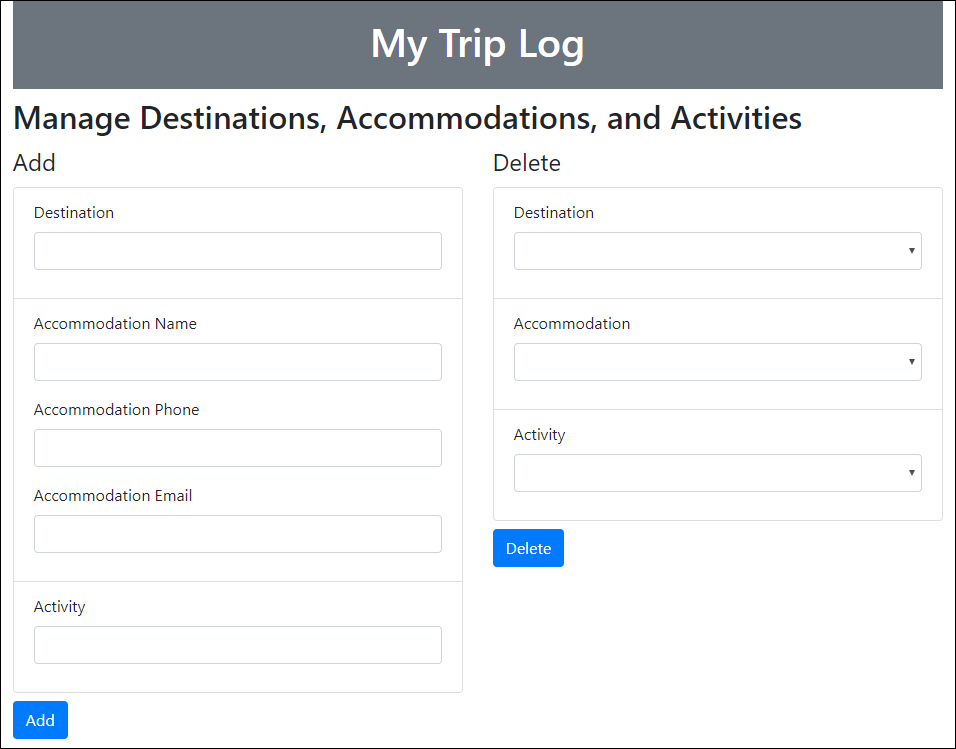 My Trip Log
Manage Destinations, Accommodations, and Activities
Add
Destination
Accommodation Name
Accommodation Phone
Accommodation Email
Activity
Add
Delete
Destination
Accommodation
Activity
Delete